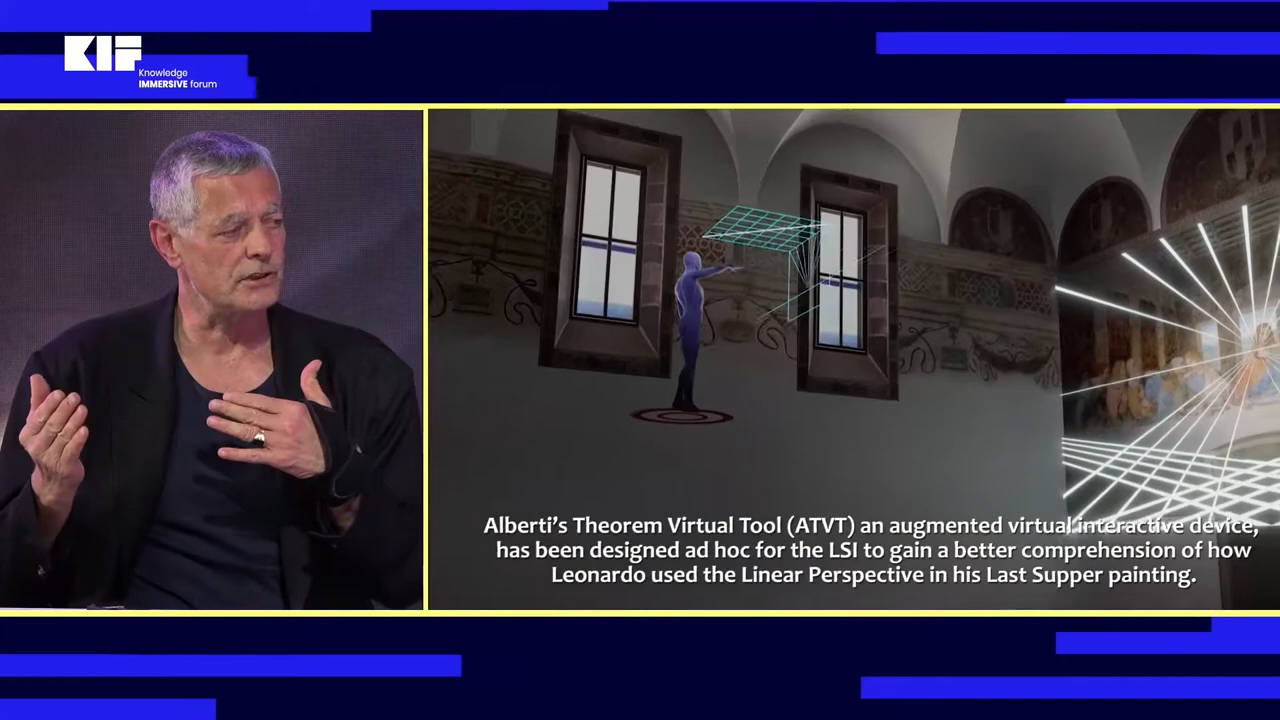 KIF
Knowledge
IMMERSIVE forum
Alberti's Theorem Virtual Tool (ATVT) an augmented virtual interactive device,
has been designed ad hoc for the LSI to gain a better comprehension of how
Leonardo used the Linear Perspective in his Last Supper painting.